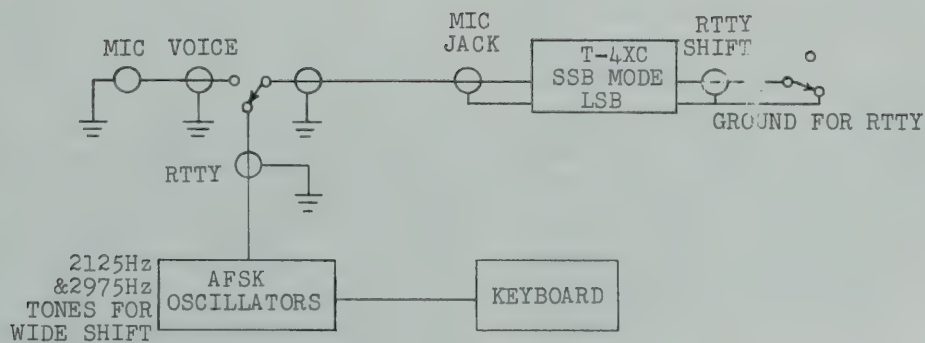 MIC VOICE
MIC
JACK
T-4XC
SSB MODE
LSB
RTTY
SHIFT
GROUND FOR RTTY
RTTY
2125Hz
&2975Hz
TONES FOR
WIDE SHIFT
AFSK
OSCILLATORS
KEYBOARD